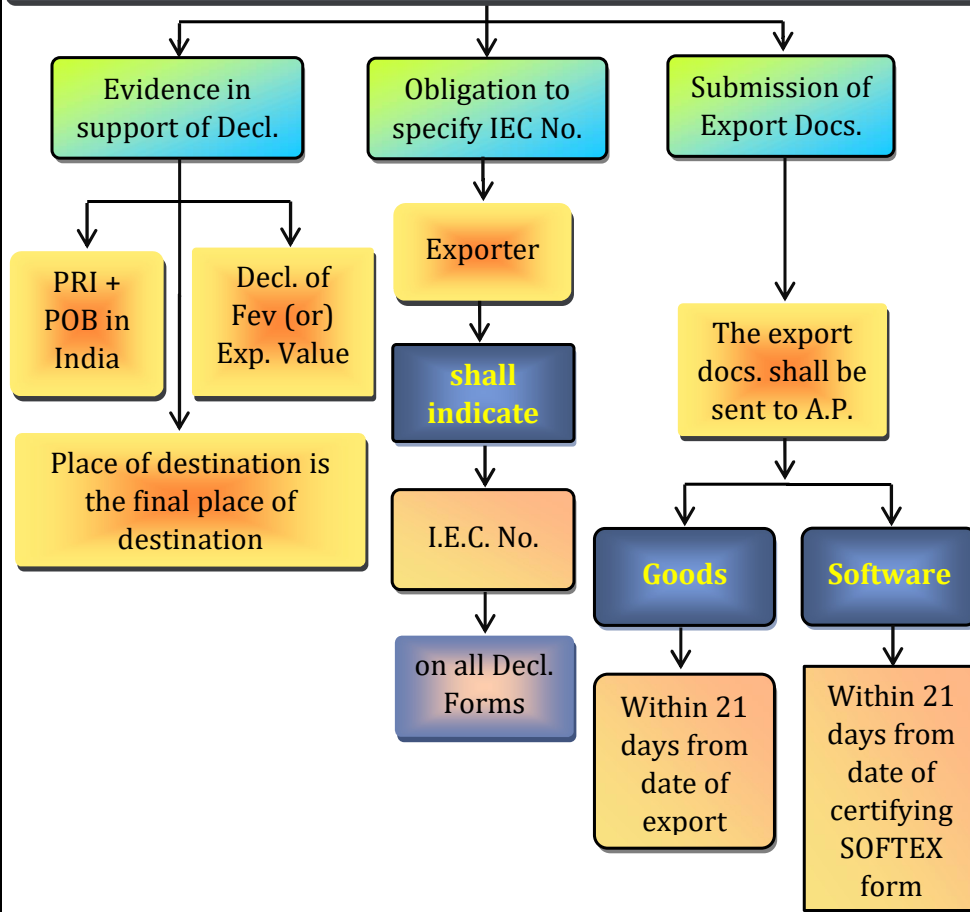 Evidence in
support of Decl.
Obligation to
specify IEC No.
Submission of
Export Docs.
PRI +
POB in
India
Decl. of
Fev (or)
Exp. Value
Place of destination is
the final place of
destination
Exporter
shall
indicate
I.E.C. No.
on all Decl.
Forms
The export
docs. shall be
sent to A.P.
Goods
Software
Within 21
days from
date of
export
Within 21
days from
date of
certifying
SOFTEX
form